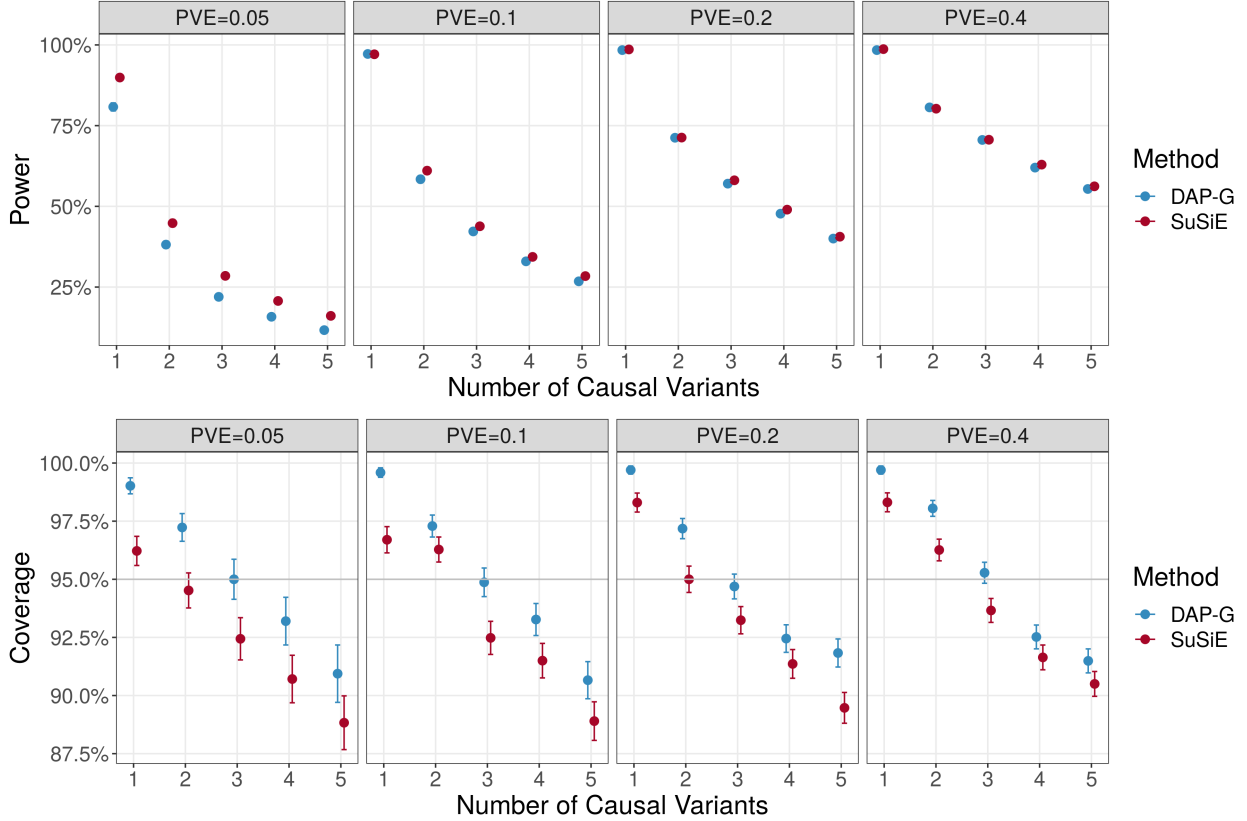 PVE=0.05 PVE=0.1 PVE=0.2 PVE=0.4
100%
75%
50%
25%
Power
1 2 3 4 5 1 2 3 4 5 1 2 3 4 5 1 2 3 4 5
Number of Causal Variants
Method
DAP-G
SuSiE
PVE=0.05 PVE=0.1 PVE=0.2 PVE=0.4
100.0%
97.5%
95.0%
92.5%
90.0%
87.5%
Coverage
1 2 3 4 5 1 2 3 4 5 1 2 3 4 5 1 2 3 4 5
Number of Causal Variants
Method
DAP-G
SuSiE